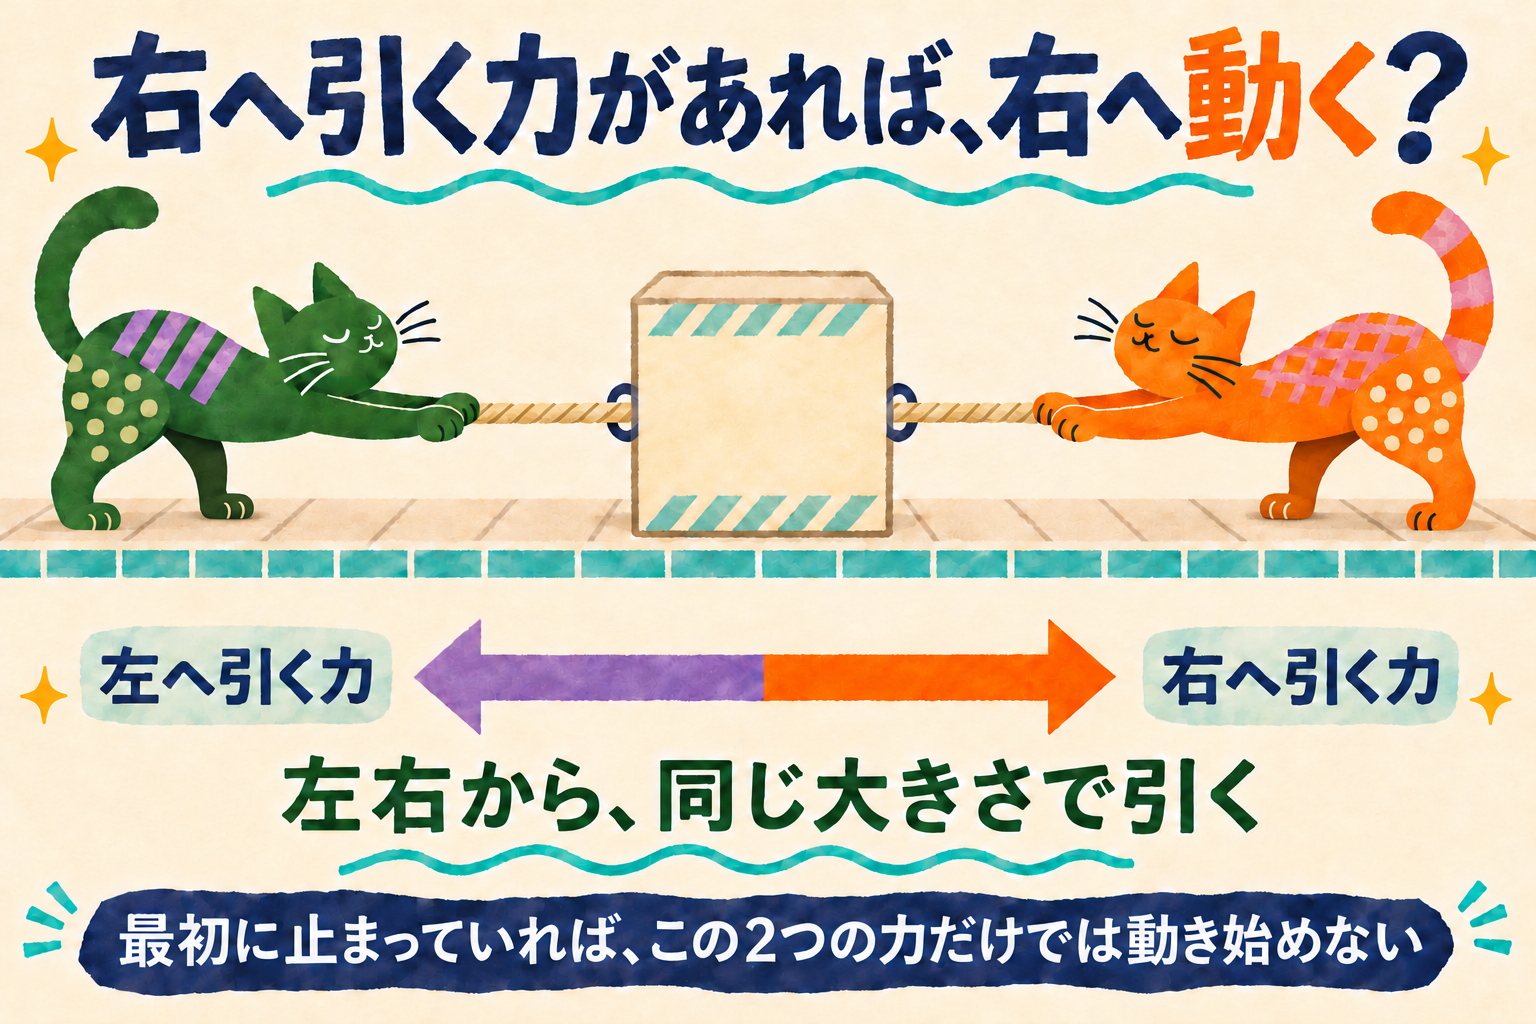 右へ引く力があれば、右へ動く?
左へ引く力
右へ引く力
左右から、同じ大きさで引く
最初に止まっていれば、この2つの力だけでは動き始めない